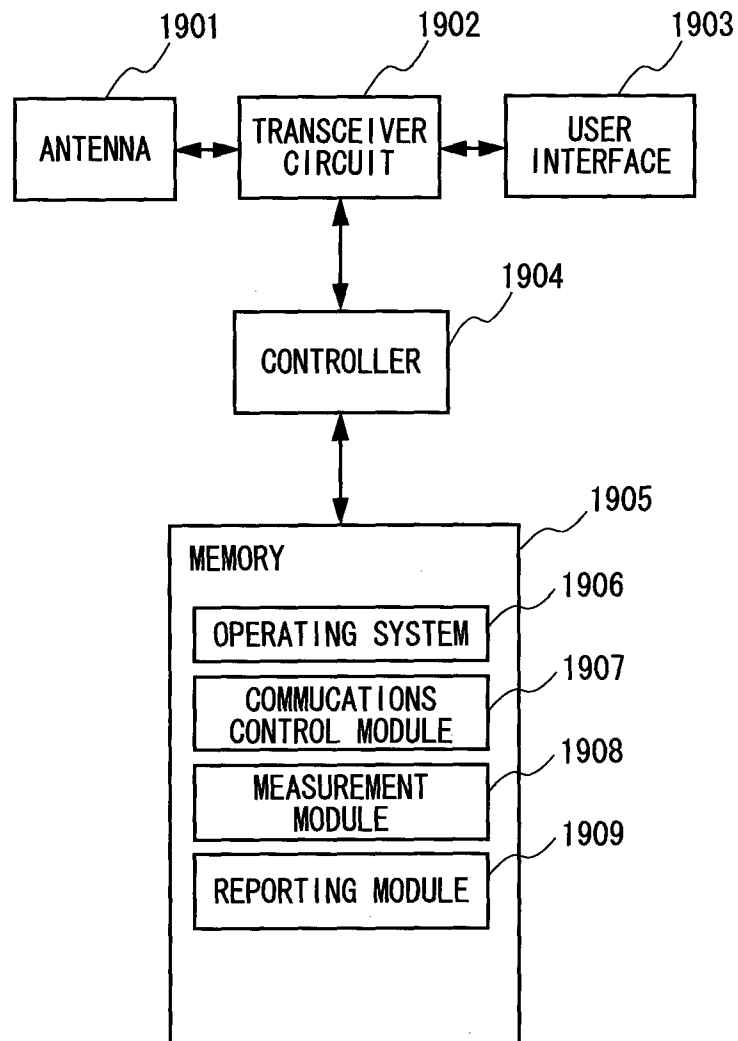 1901
1902
1903
ANTENNA
TRANSCEIVER
CIRCUIT
USER
INTERFACE
1904
CONTROLLER
1905
MEMORY
1906
OPERATING SYSTEM
1907
COMMUCATIONS
CONTROL MODULE
1908
MEASUREMENT
MODULE
1909
REPORTING MODULE